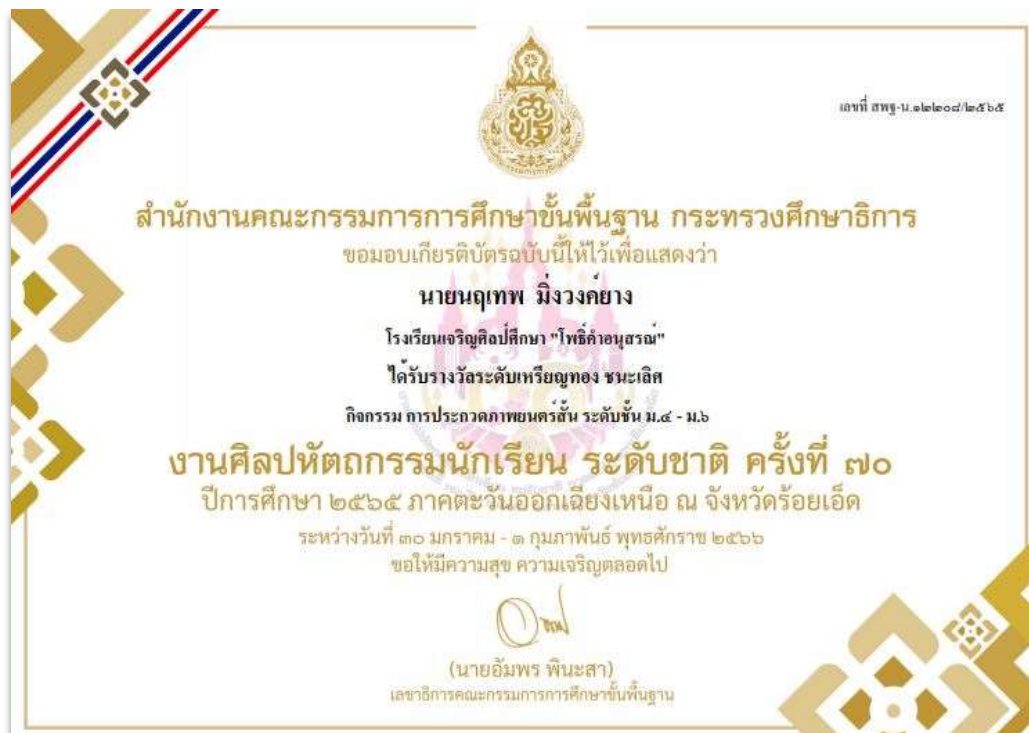 เลขที่ สพฐ-น.๑๒๒๐๘/๒๕๖๕
สำนักงานคณะกรรมการการศึกษาขั้นพื้นฐาน กระทรวงศึกษาธิการ
ขอมอบเกียรติบัตรฉบับนี้ให้ไว้เพื่อแสดงว่า
นายนฤเทพ มิ่งวงค์ยาง
โรงเรียนเจริญศิลป์ศึกษา "โพธิ์คำอนุสรณ์"
ได้รับรางวัลระดับเหรียญทอง ชนะเลิศ
กิจกรรม การประกวดภาพยนตร์สั้น ระดับชั้น ม.๔ - ม.๖
งานศิลปหัตถกรรมนักเรียน ระดับชาติ ครั้งที่ ๗๐
ปีการศึกษา ๒๕๖๕ ภาคตะวันออกเฉียงเหนือ ณ จังหวัดร้อยเอ็ด
ระหว่างวันที่ ๓๐ มกราคม - ๑ กุมภาพันธ์ พุทธศักราช ๒๕๖๖
ขอให้มีความสุข ความเจริญตลอดไป
(นายอัมพร พินะสา)
เลขาธิการคณะกรรมการการศึกษาขั้นพื้นฐาน